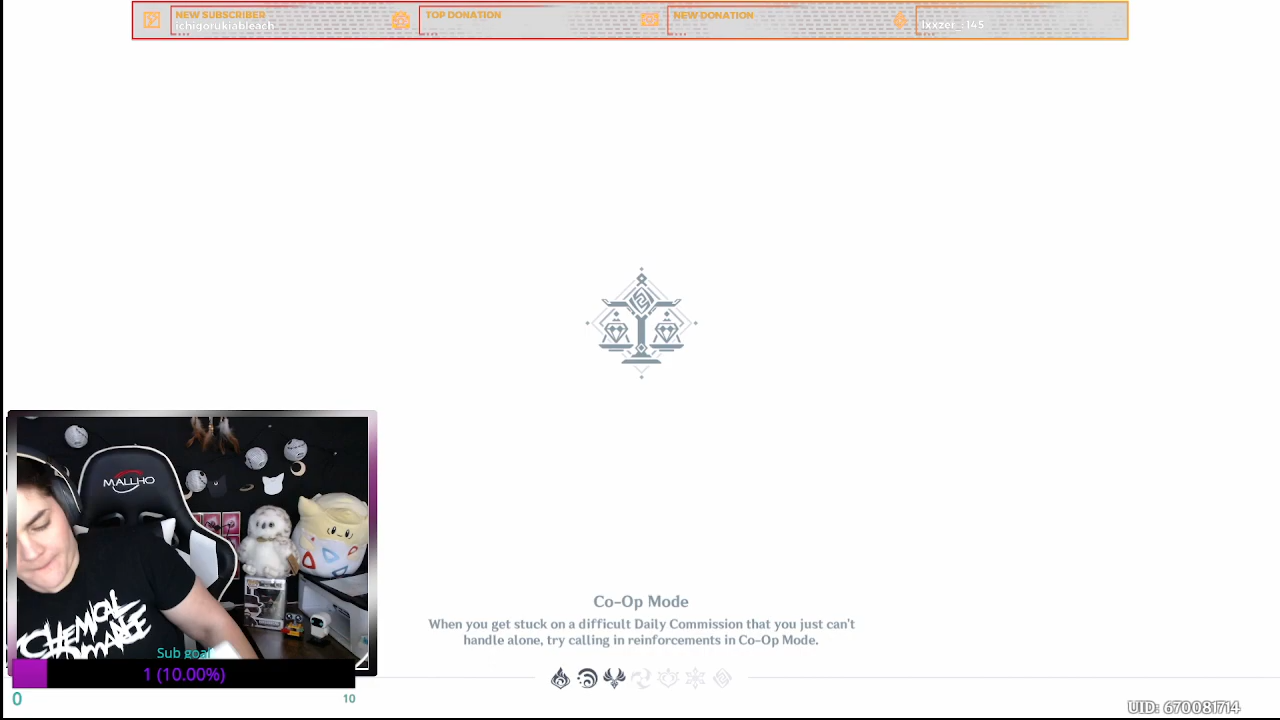 NEW SUBSCRIBER
ichigorukiableach
TOP DONATION
NEW DONATION
MALLHO
CHEMICAL
ROMANCE
Sub goal
1 (10.00%)
0
10
Co-Op Mode
When you get stuck on a difficult Daily Commission that you just can't
handle alone, try calling in reinforcements in Co-Op Mode.
UID: 670081714